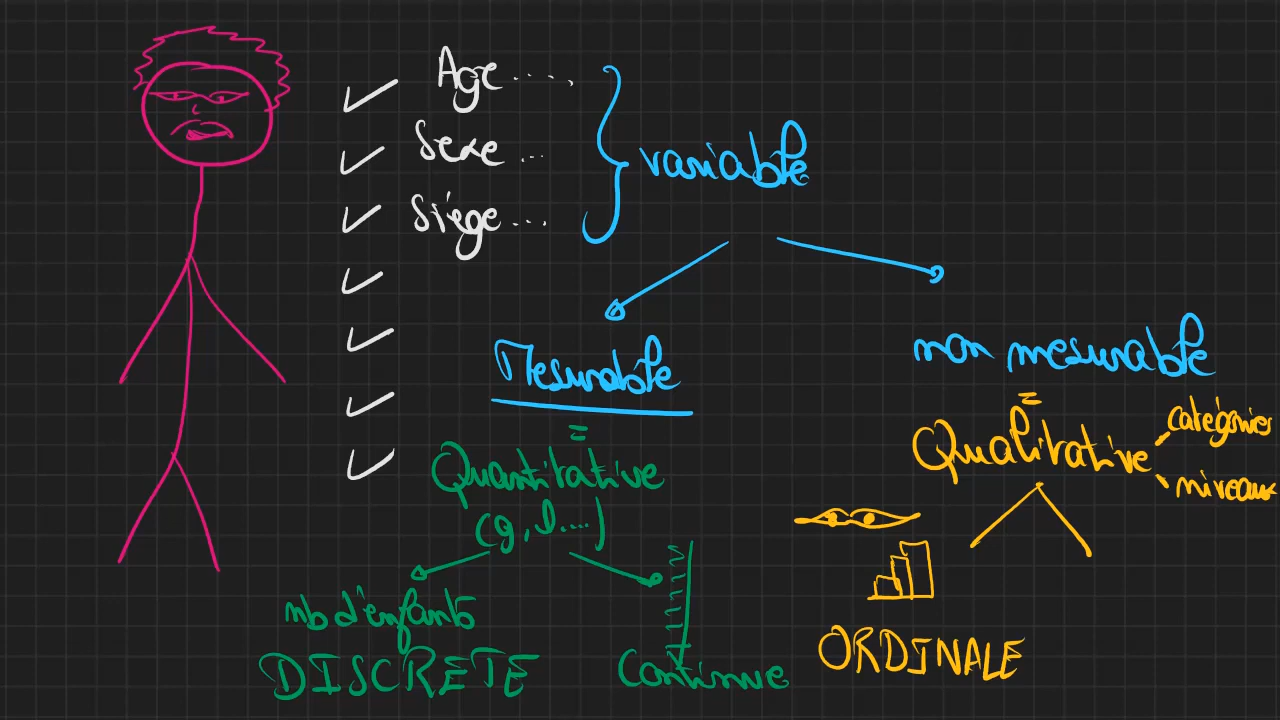 Age .....
Sexe ...
Siège ...
variable
Mesurable
non mesurable
=
Quantitative
(g, l....)
=
Qualitative
catégories
niveaux
nb d'enfants
DISCRETE
Continue
ORDINALE